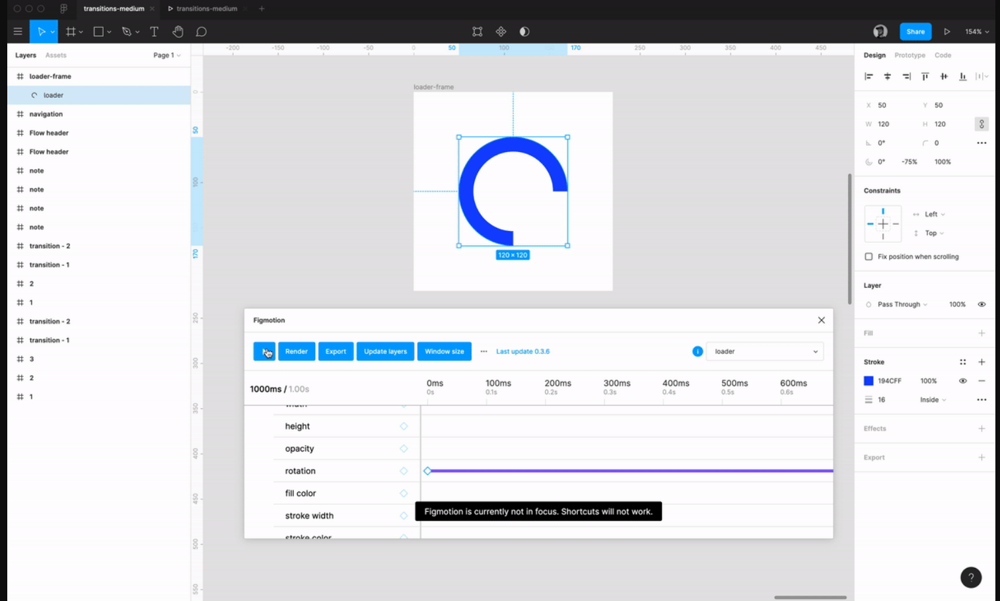 transitions-medium
transitions-medium
Share
154%
Layers
Assets
Page 1
loader-frame
loader
navigation
Flow header
Flow header
note
note
note
note
transition - 2
transition - 1
2
1
transition - 2
transition - 1
3
2
1
-200
-150
-100
-50
0
50
100
170
250
300
350
400
450
0
50
100
170
250
300
350
400
450
500
550
loader-frame
120 × 120
Figmotion
Render
Export
Update layers
Window size
Last update 0.3.6
i
loader
1000ms / 1.00s
0ms
0s
100ms
0.1s
200ms
0.2s
300ms
0.3s
400ms
0.4s
500ms
0.5s
600ms
0.6s
width
height
opacity
rotation
fill color
stroke width
stroke color
Figmotion is currently not in focus. Shortcuts will not work.
Design
Prototype
Code
X 50
Y 50
W 120
H 120
0°
0
0°
-75%
100%
Constraints
Left
Top
Fix position when scrolling
Layer
Pass Through
100%
Fill
Stroke
194CFF
100%
16
Inside
Effects
Export
?